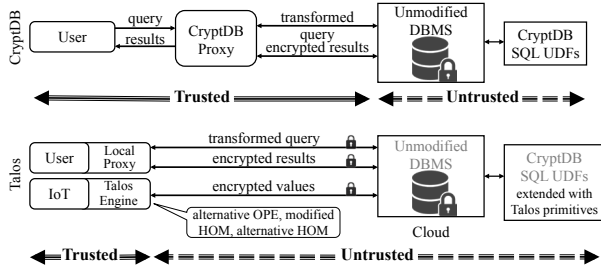 CryptDB
User
query
results
CryptDB
Proxy
transformed
query
encrypted results
Unmodified
DBMS
CryptDB
SQL UDFs
Trusted
Untrusted
Talos
User
Local
Proxy
IoT
Talos
Engine
transformed query
encrypted results
encrypted values
alternative OPE, modified
HOM, alternative HOM
Unmodified
DBMS
Cloud
CryptDB
SQL UDFs
extended with
Talos primitives
Trusted
Untrusted